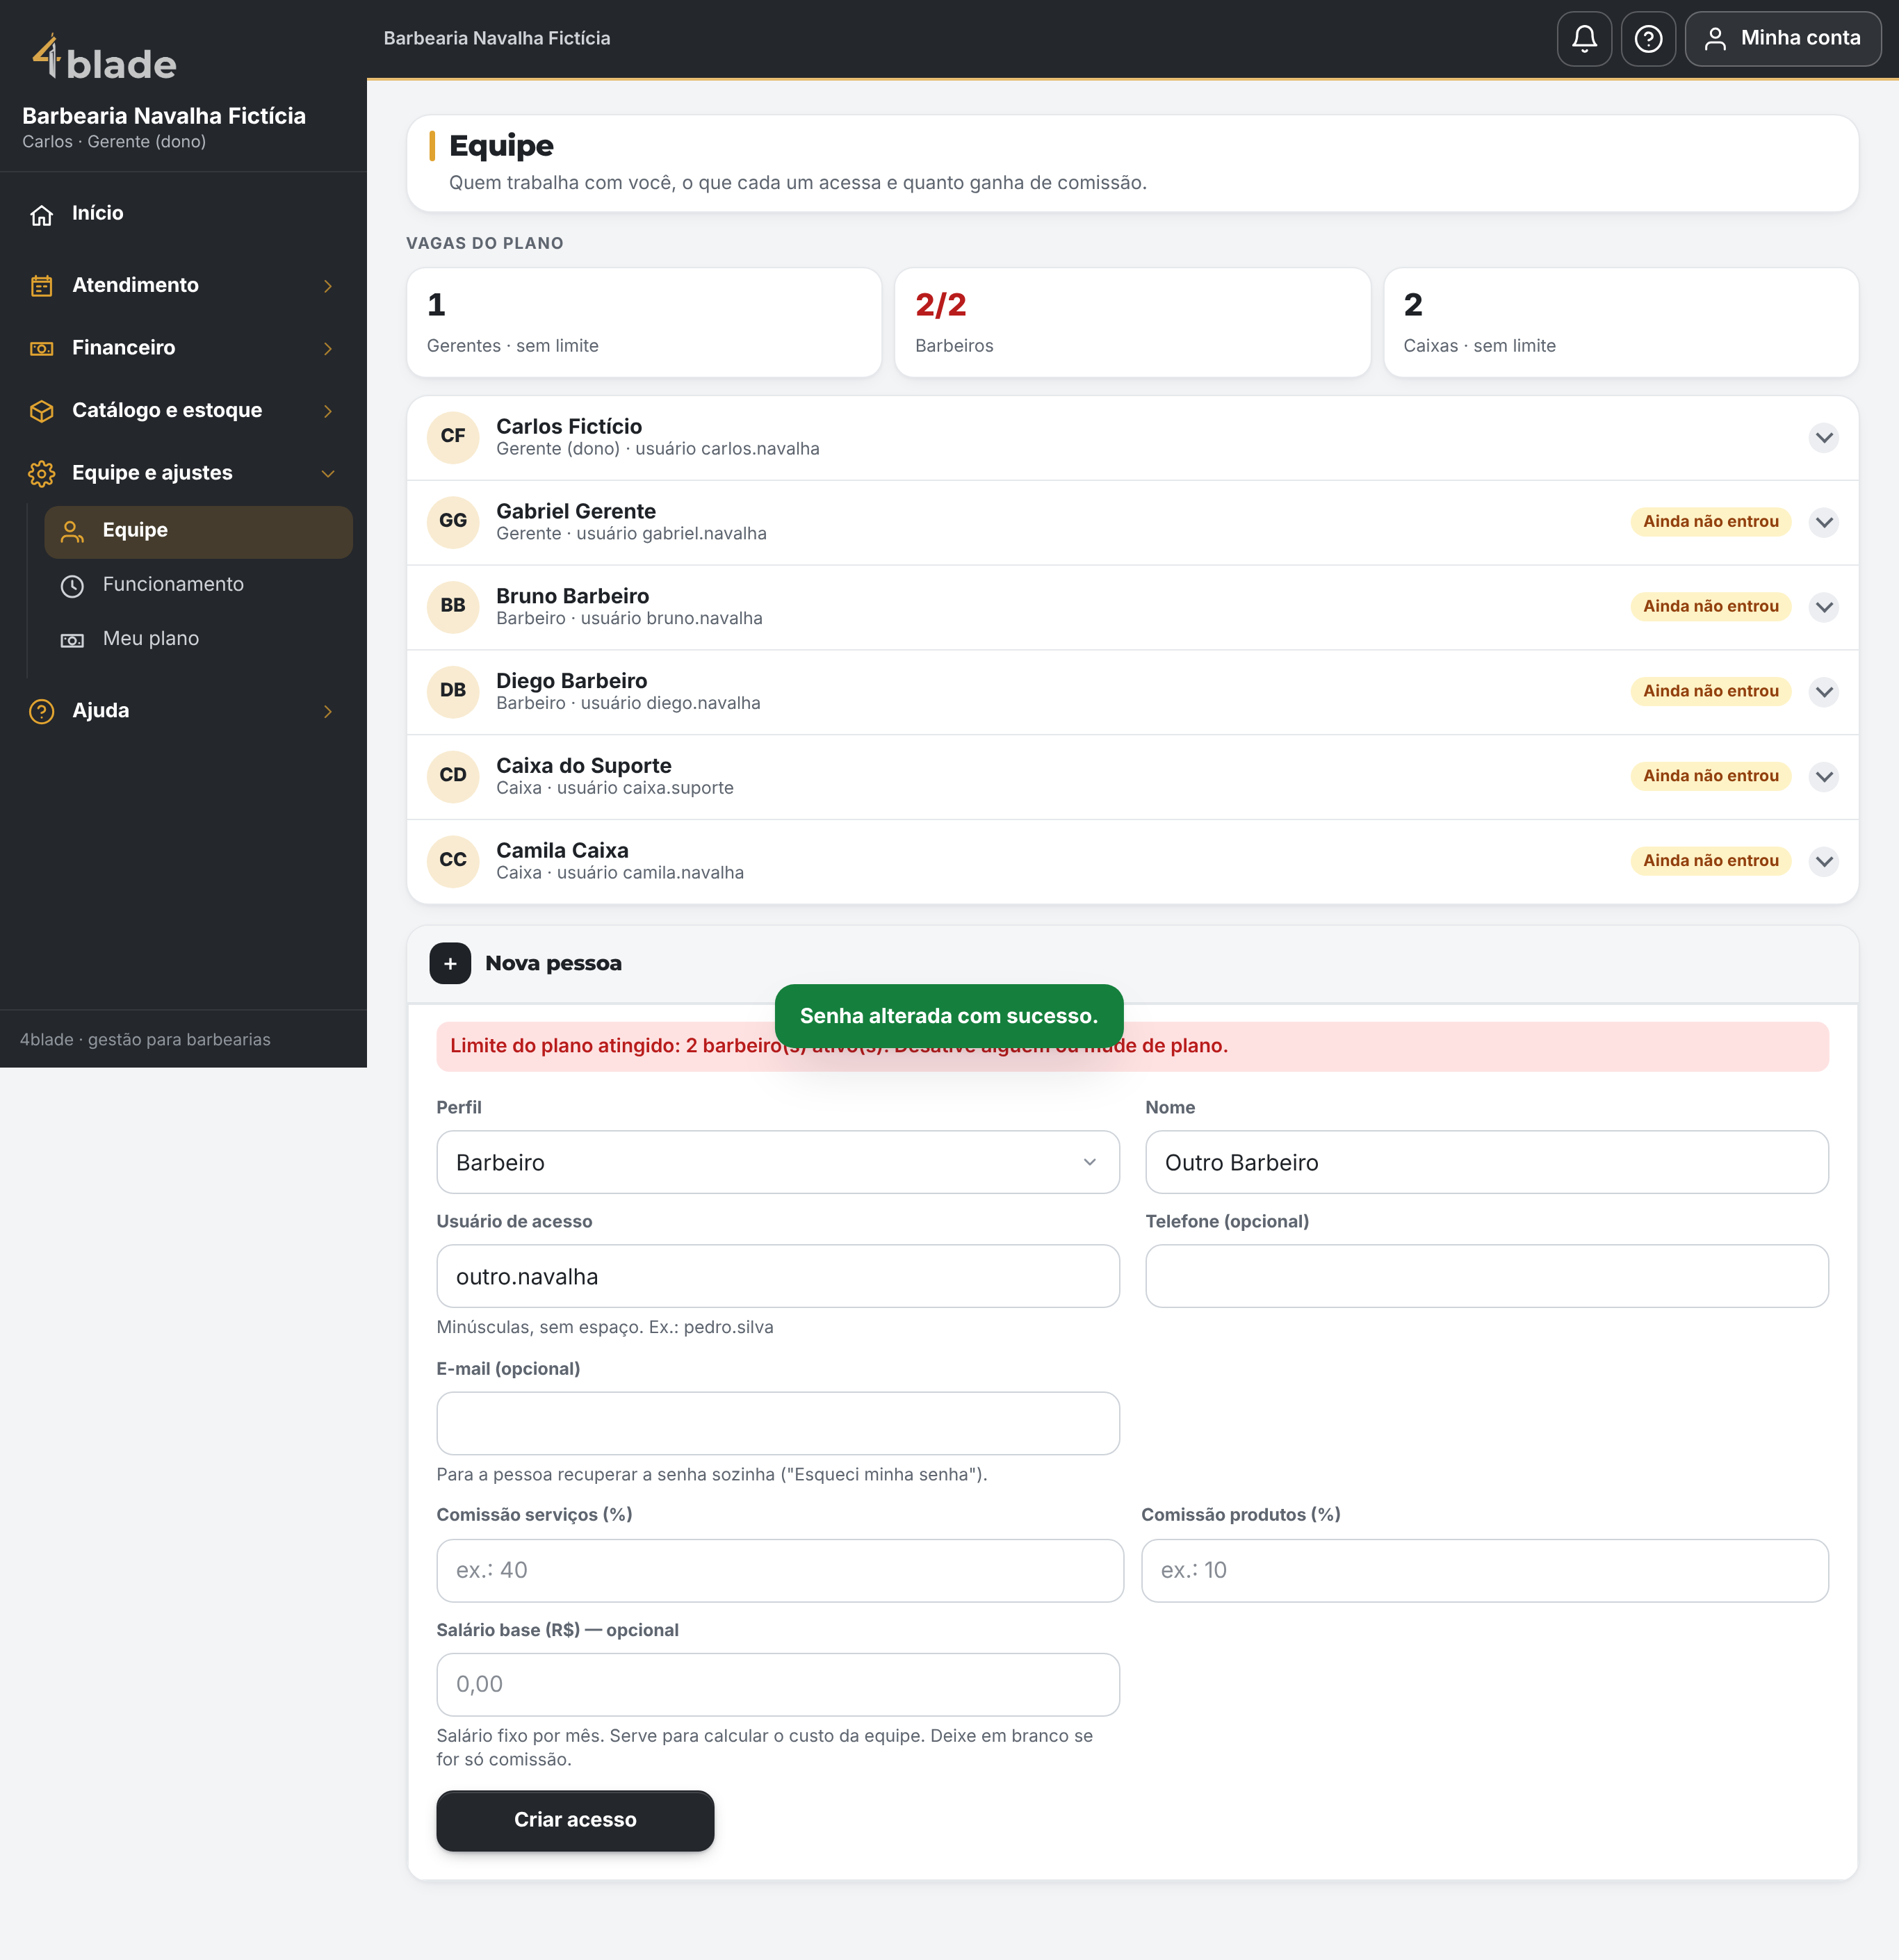 4blade
Barbearia Navalha Fictícia
Carlos · Gerente (dono)
Início
Atendimento
Financeiro
Catálogo e estoque
Equipe e ajustes
Equipe
Funcionamento
Meu plano
Ajuda
4blade · gestão para barbearias
Barbearia Navalha Fictícia
Minha conta
Equipe
Quem trabalha com você, o que cada um acessa e quanto ganha de comissão.
VAGAS DO PLANO
1
Gerentes · sem limite
2/2
Barbeiros
2
Caixas · sem limite
CF
Carlos Fictício
Gerente (dono) · usuário carlos.navalha
GG
Gabriel Gerente
Gerente · usuário gabriel.navalha
Ainda não entrou
BB
Bruno Barbeiro
Barbeiro · usuário bruno.navalha
Ainda não entrou
DB
Diego Barbeiro
Barbeiro · usuário diego.navalha
Ainda não entrou
CD
Caixa do Suporte
Caixa · usuário caixa.suporte
Ainda não entrou
CC
Camila Caixa
Caixa · usuário camila.navalha
Ainda não entrou
+ Nova pessoa
Senha alterada com sucesso.
Limite do plano atingido: 2 barbeiro(s) ativo(s). Desative alguém ou mude de plano.
Perfil
Barbeiro
Nome
Outro Barbeiro
Usuário de acesso
outro.navalha
Minúsculas, sem espaço. Ex.: pedro.silva
Telefone (opcional)
E-mail (opcional)
Para a pessoa recuperar a senha sozinha ("Esqueci minha senha").
Comissão serviços (%)
ex.: 40
Comissão produtos (%)
ex.: 10
Salário base (R$) — opcional
0,00
Salário fixo por mês. Serve para calcular o custo da equipe. Deixe em branco se
for só comissão.
Criar acesso